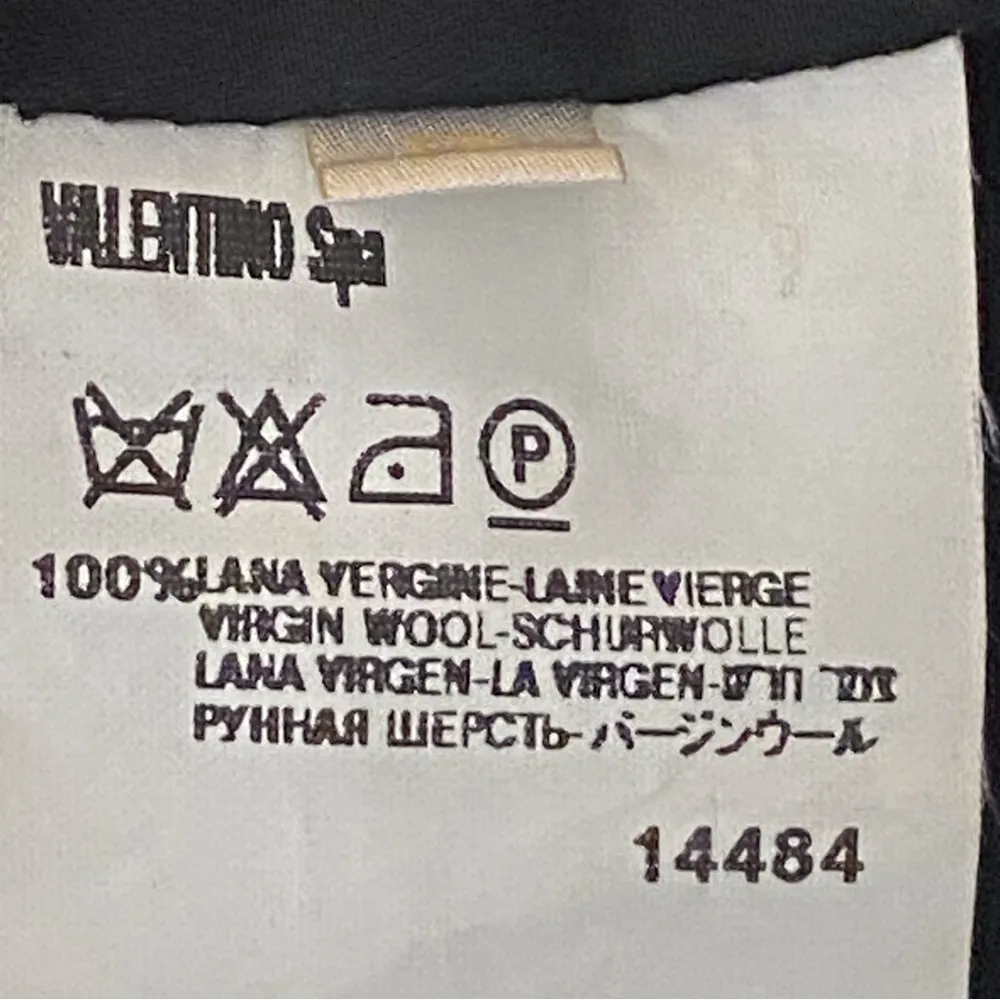 VALENTINO Spa
P
100% LANA VERGINE-LAINE VIERGE
VIRGIN WOOL-SCHURWOLLE
LANA VIRGEN-LA VIRGEN-
РУННАЯ ШЕРСТЬ-バージンウール
14484